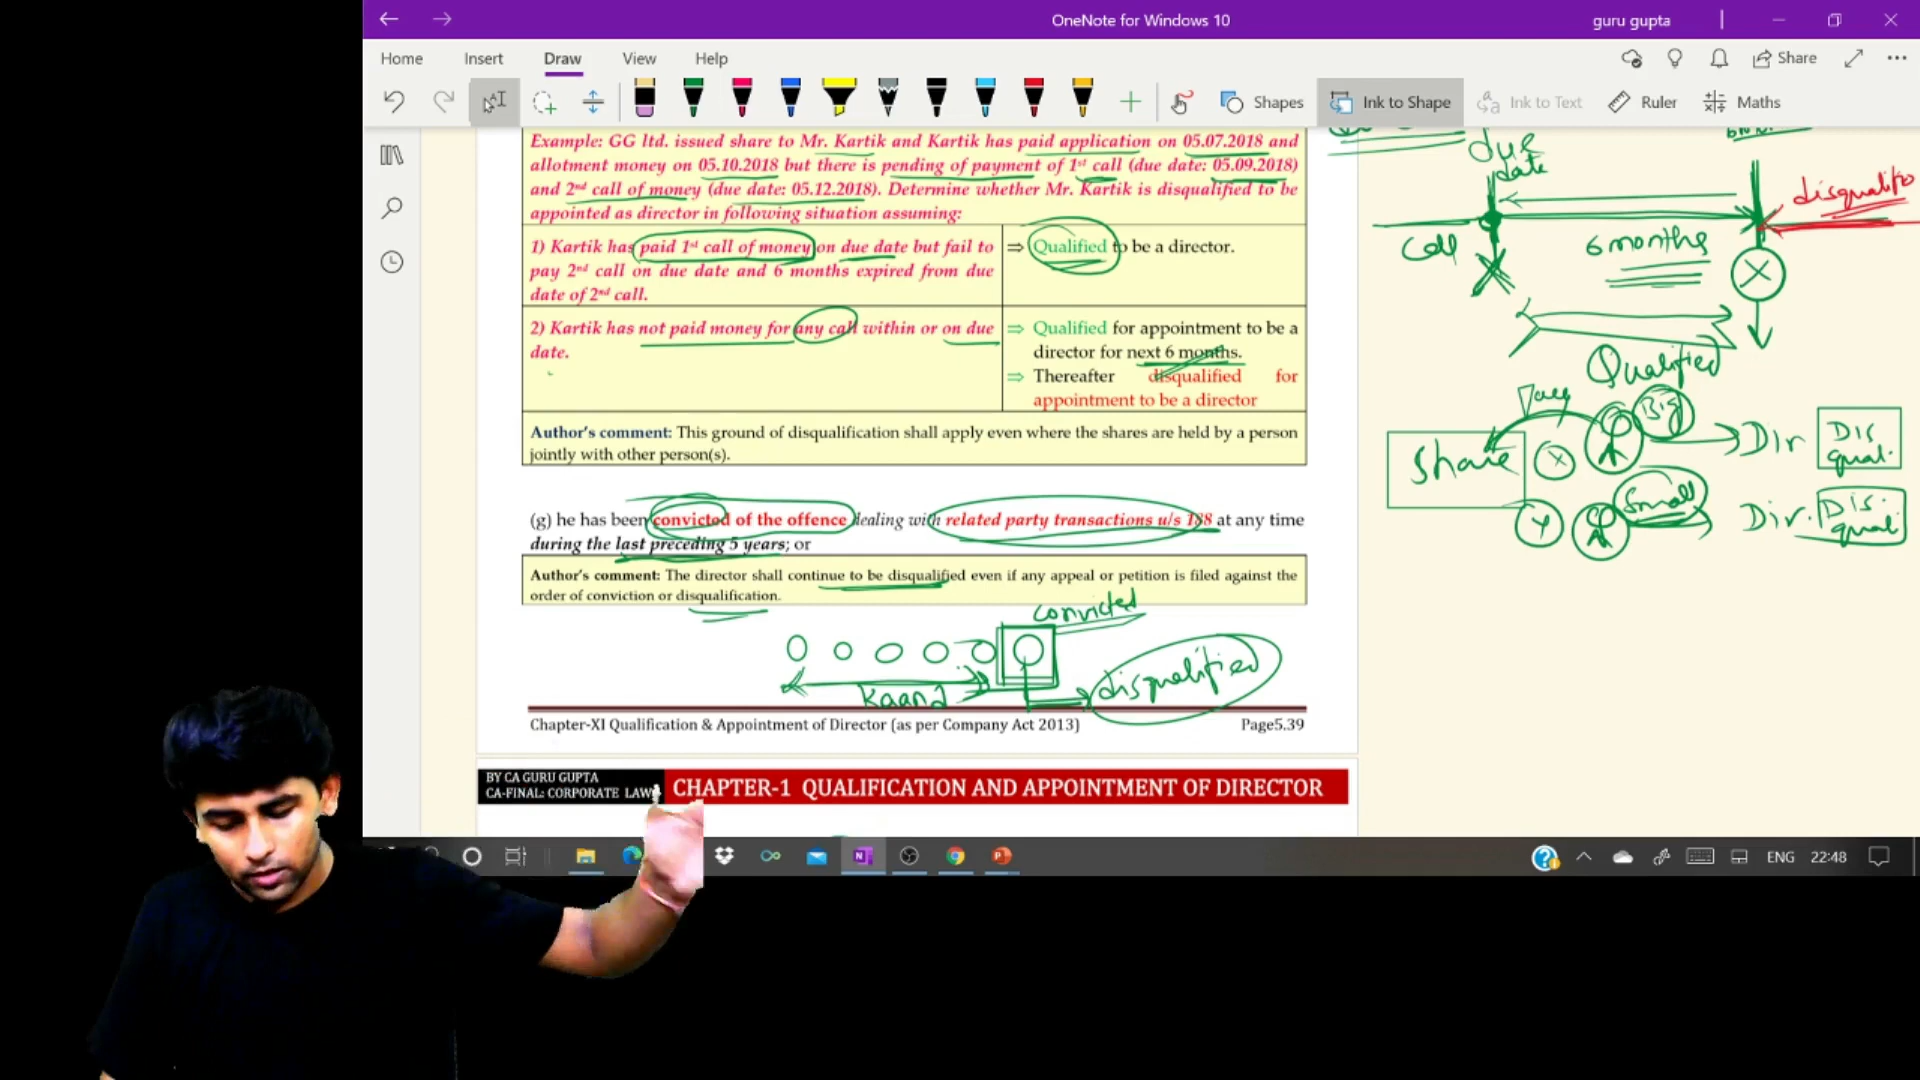 OneNote for Windows 10
guru gupta
Home Insert Draw View Help
Share
Shapes Ink to Shape Ink to Text Ruler Maths
Example: GG ltd. issued share to Mr. Kartik and Kartik has paid application on 05.07.2018 and
allotment money on 05.10.2018 but there is pending of payment of 1st call (due date: 05.09.2018)
and 2nd call of money (due date: 05.12.2018). Determine whether Mr. Kartik is disqualified to be
appointed as director in following situation assuming:
1) Kartik has paid 1st call of money on due date but fail to
pay 2nd call on due date and 6 months expired from due
date of 2nd call.
⇒ Qualified to be a director.
2) Kartik has not paid money for any call within or on due
date.
⇒ Qualified for appointment to be a
director for next 6 months.
⇒ Thereafter disqualified for
appointment to be a director
Author's comment: This ground of disqualification shall apply even where the shares are held by a person
jointly with other person(s).
(g) he has been convicted of the offence dealing with related party transactions u/s 188 at any time
during the last preceding 5 years; or
Author's comment: The director shall continue to be disqualified even if any appeal or petition is filed against the
order of conviction or disqualification.
convicted
Kaand
disqualified
Chapter-XI Qualification & Appointment of Director (as per Company Act 2013) Page5.39
BY CA GURU GUPTA
CA-FINAL: CORPORATE LAW
CHAPTER-1 QUALIFICATION AND APPOINTMENT OF DIRECTOR
due
date
Call
6 months
Qualified
Share
X
Big
Dir
Dis
qual.
Y
Small
Dir.
Dis.
qual
ENG 22:48